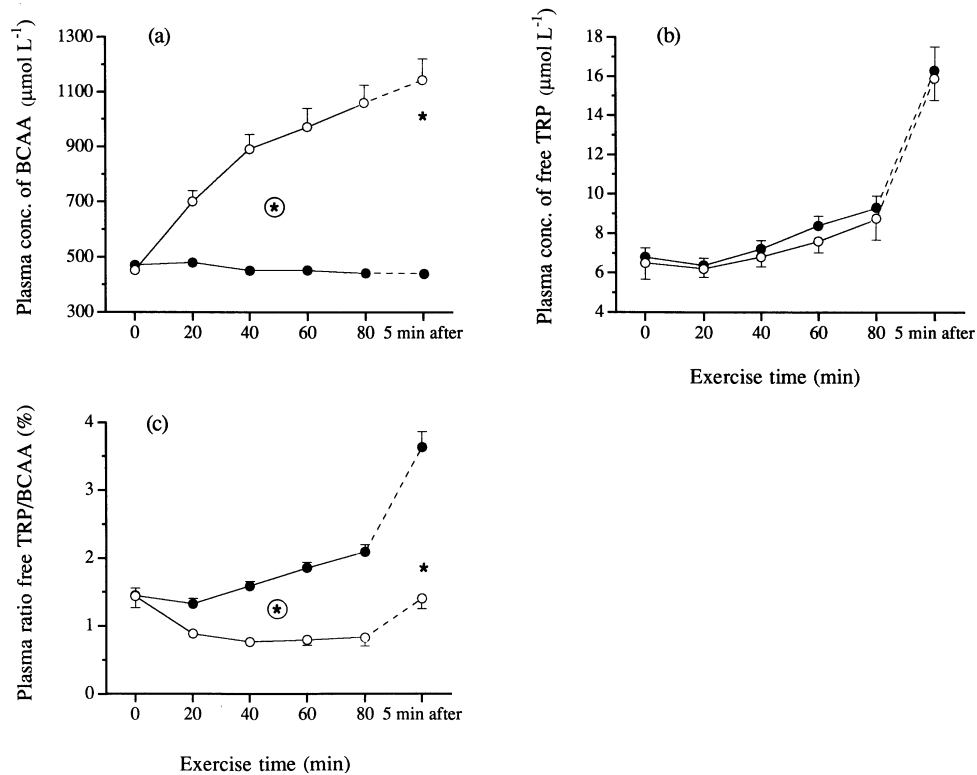 (a)
Plasma conc. of BCAA (μmol L⁻¹)
1300
1100
900
700
500
300
*
*
0 20 40 60 80 5 min after
(b)
Plasma conc. of free TRP (μmol L⁻¹)
18
16
14
12
10
8
6
4
0 20 40 60 80 5 min after
Exercise time (min)
(c)
Plasma ratio free TRP/BCAA (%)
4
3
2
1
0
*
*
0 20 40 60 80 5 min after
Exercise time (min)